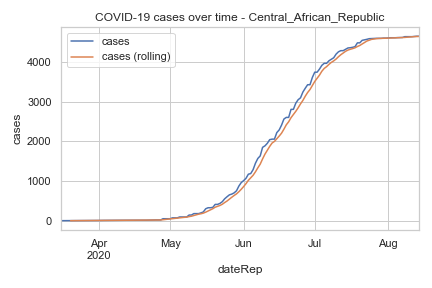 COVID-19 cases over time - Central_African_Republic
cases
cases (rolling)
cases
4000
3000
2000
1000
0
Apr
2020
May
Jun
Jul
Aug
dateRep